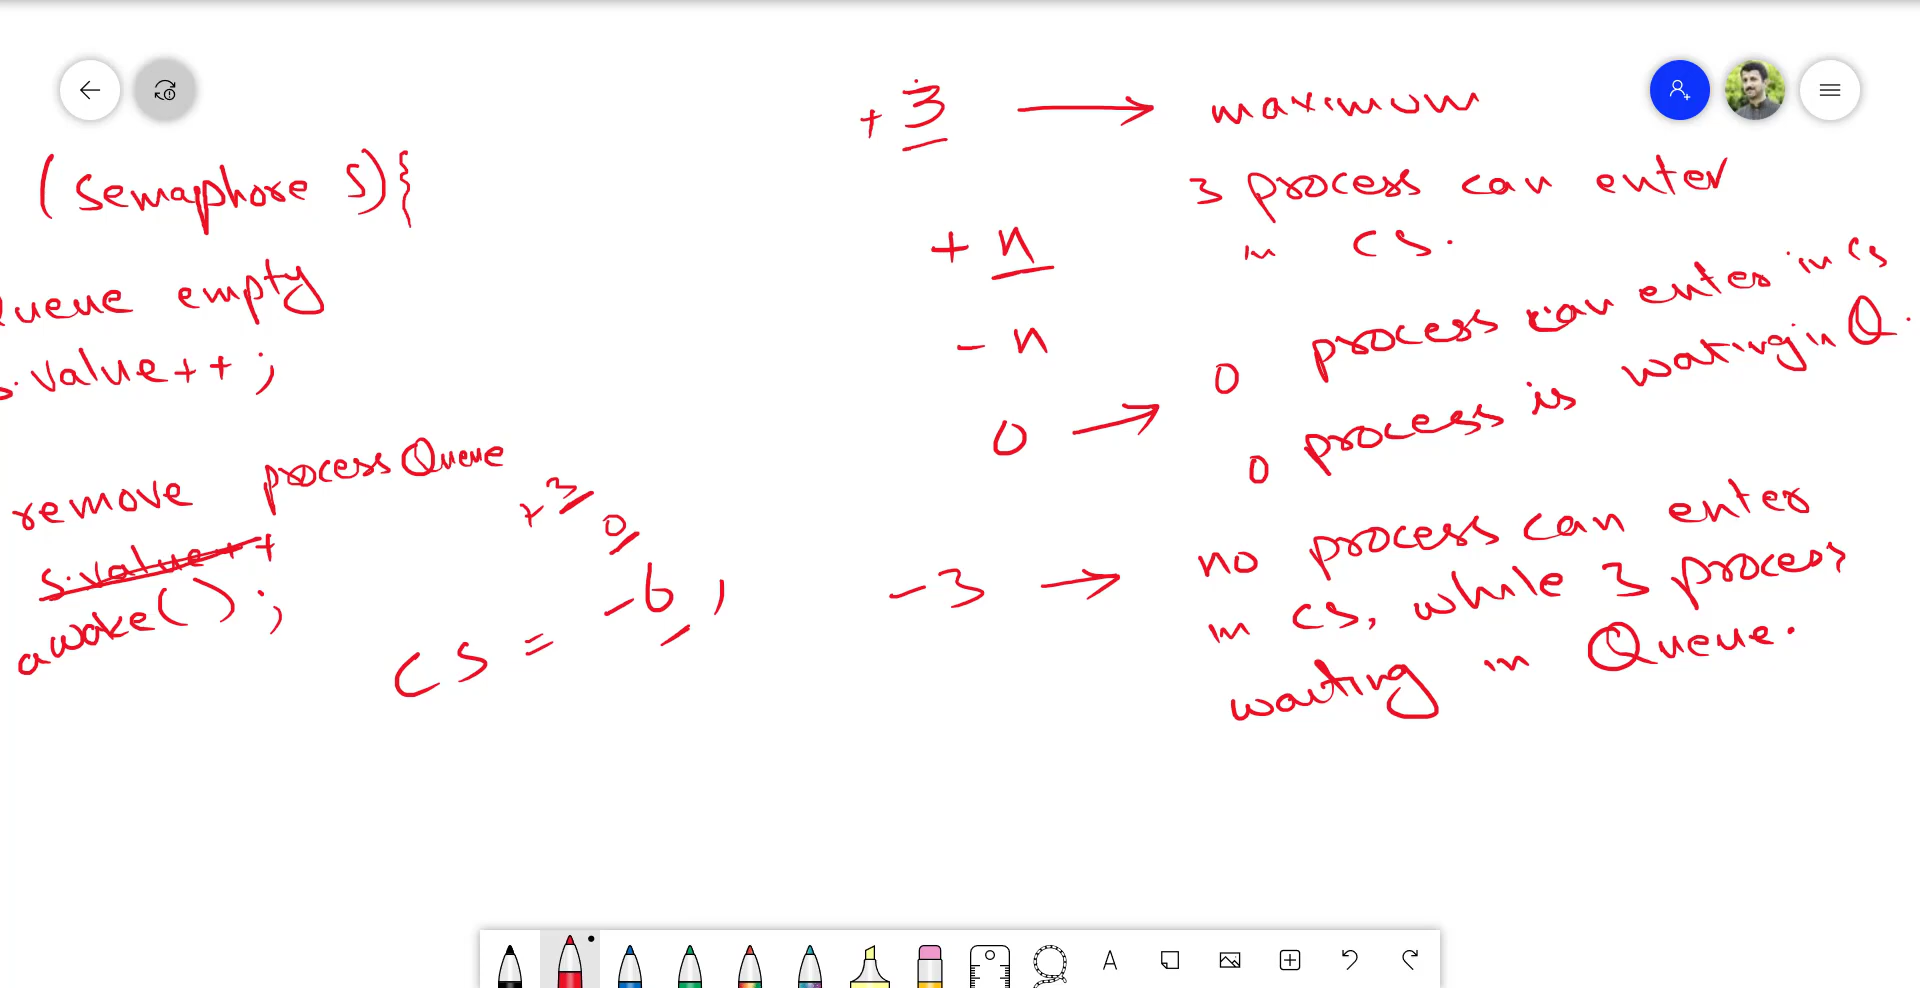 (Semaphore S){
ueue empty
s.value++;
remove process Queue
s.value++
awake();
+3
0
CS = -6,
+3 → maximum
3 process can enter
in CS.
+n
-n
0 → 0 process can enter in CS
0 process is wating in Q.
-3 → no process can enter
in CS, while 3 process
waiting in Queue.
A